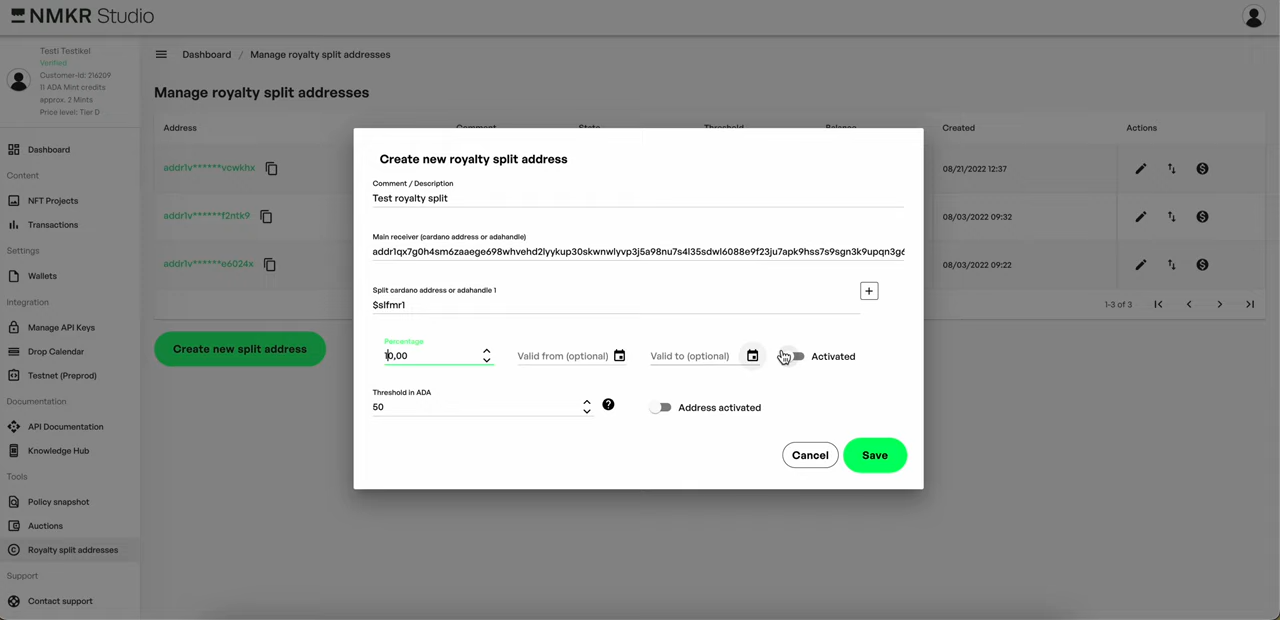 NMKR Studio
Testi Testikel
Verified
Customer-Id: 216209
11 ADA Mint credits
approx. 2 Mints
Price level: Tier D
Dashboard
Content
NFT Projects
Transactions
Settings
Wallets
Integration
Manage API Keys
Drop Calendar
Testnet (Preprod)
Documentation
API Documentation
Knowledge Hub
Tools
Policy snapshot
Auctions
Royalty split addresses
Support
Contact support
Dashboard / Manage royalty split addresses
Manage royalty split addresses
Address Comment State Threshold Balance Created Actions
addr1v******vcwkhx 08/21/2022 12:37
addr1v******f2ntk9 08/03/2022 09:32
addr1v******e6024x 08/03/2022 09:22
1-3 of 3
Create new split address
Create new royalty split address
Comment / Description
Test royalty split
Main receiver (cardano address or adahandle)
addr1qx7g0h4sm6zaaege698whvehd2lyykup30skwnwlyvp3j5a98nu7s4l35sdwl6088e9f23ju7apk9hss7s9sgn3k9upqn3g6
Split cardano address or adahandle 1
$slfmr1
+
Percentage
10,00 Valid from (optional) Valid to (optional) Activated
Threshold in ADA
50 Address activated
Cancel Save